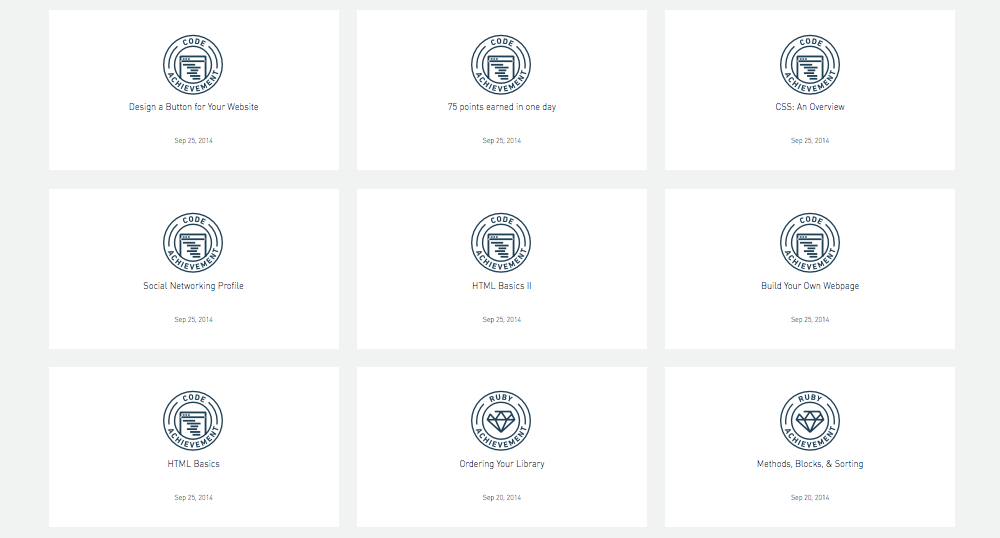 CODE ACHIEVEMENT
Design a Button for Your Website
Sep 25, 2014
CODE ACHIEVEMENT
75 points earned in one day
Sep 25, 2014
CODE ACHIEVEMENT
CSS: An Overview
Sep 25, 2014
CODE ACHIEVEMENT
Social Networking Profile
Sep 25, 2014
CODE ACHIEVEMENT
HTML Basics II
Sep 25, 2014
CODE ACHIEVEMENT
Build Your Own Webpage
Sep 25, 2014
CODE ACHIEVEMENT
HTML Basics
Sep 25, 2014
RUBY ACHIEVEMENT
Ordering Your Library
Sep 20, 2014
RUBY ACHIEVEMENT
Methods, Blocks, & Sorting
Sep 20, 2014